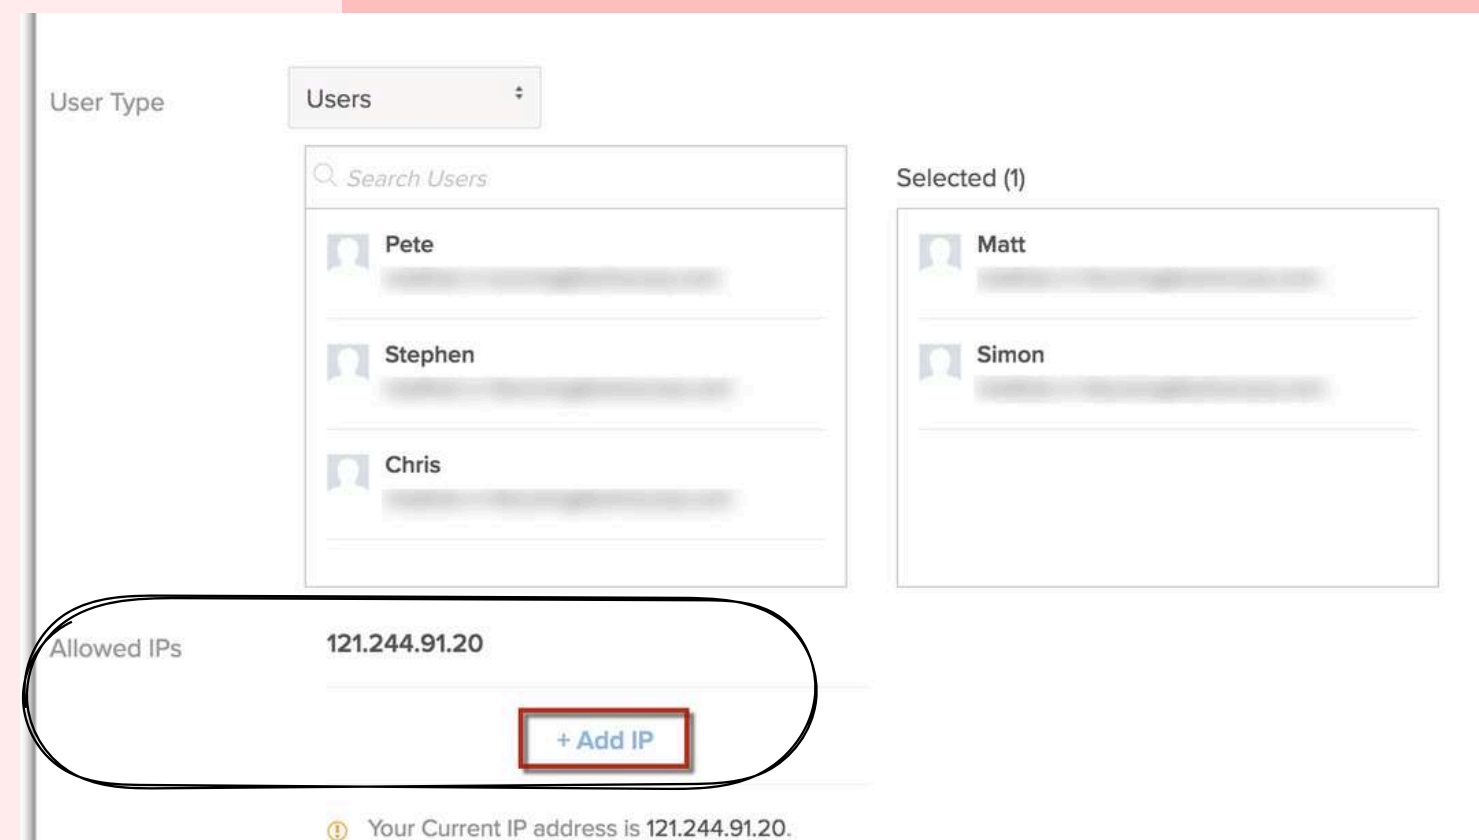 User Type
Users
Search Users
Selected (1)
Pete
Matt
Stephen
Simon
Chris
Allowed IPs
121.244.91.20
+ Add IP
Your Current IP address is 121.244.91.20.